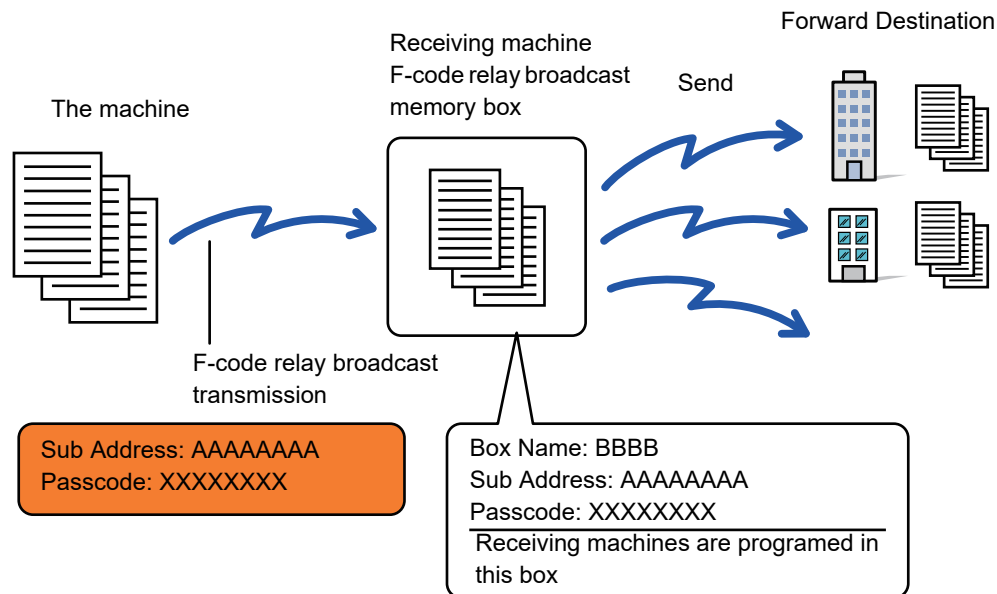 Forward Destination
Receiving machine
F-code relay broadcast
memory box
Send
The machine
F-code relay broadcast
transmission
Sub Address: AAAAAAAA
Passcode: XXXXXXXX
Box Name: BBBB
Sub Address: AAAAAAAA
Passcode: XXXXXXXX
Receiving machines are programed in
this box